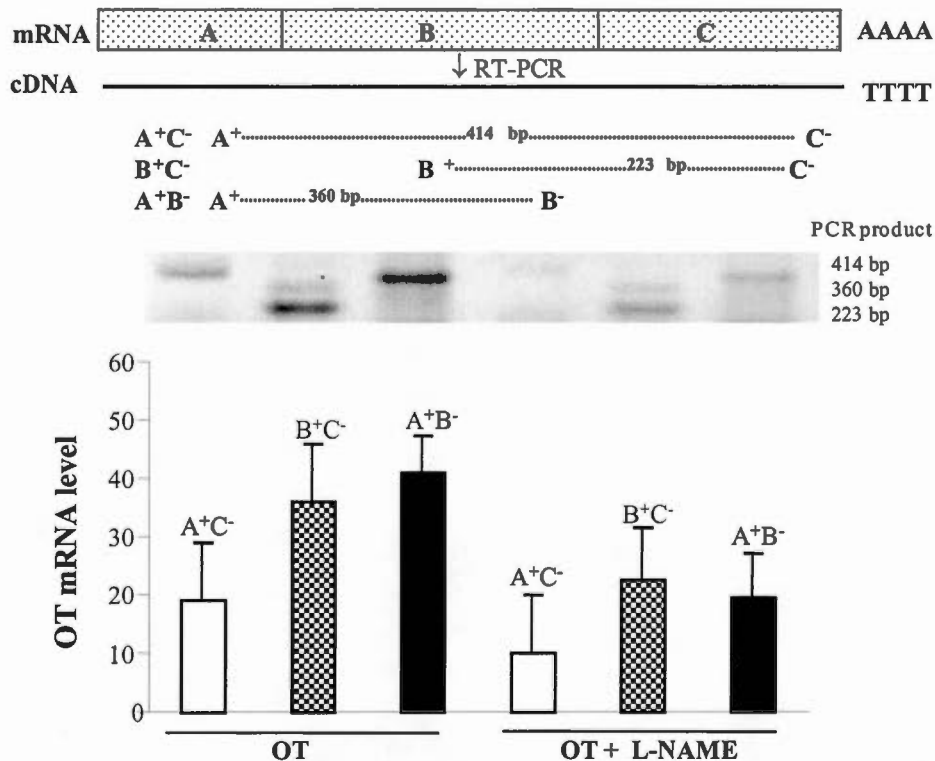 mRNA A B C AAAA
↓ RT-PCR
cDNA TTTT
A⁺C⁻ A⁺ 414 bp C⁻
B⁺C⁻ B⁺ 223 bp C⁻
A⁺B⁻ A⁺ 360 bp B⁻
PCR product
414 bp
360 bp
223 bp
OT mRNA level
60
50
40
30
20
10
0
A⁺C⁻
B⁺C⁻
A⁺B⁻
A⁺C⁻
B⁺C⁻
A⁺B⁻
OT
OT + L-NAME